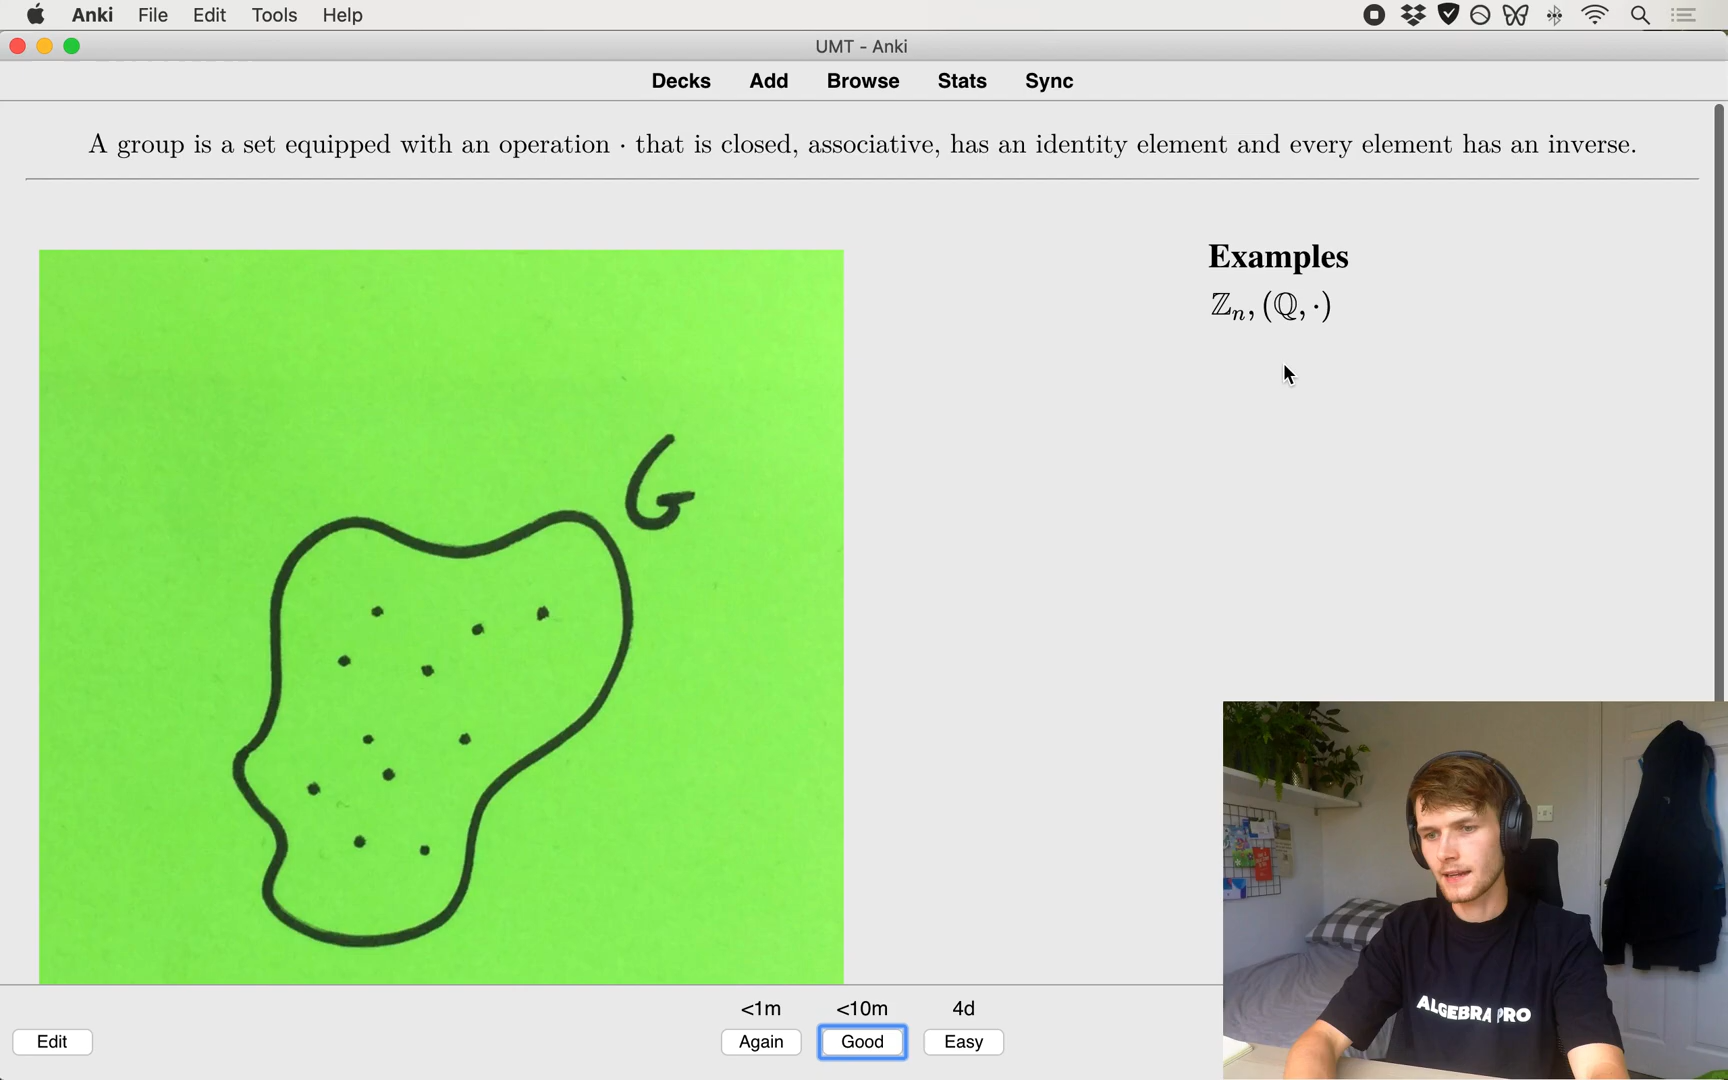 Anki File Edit Tools Help
UMT - Anki
Decks Add Browse Stats Sync
A group is a set equipped with an operation · that is closed, associative, has an identity element and every element has an inverse.
Examples
ℤₙ, (ℚ, ·)
G
<1m <10m 4d
Edit Again Good Easy
ALGEBRA PRO